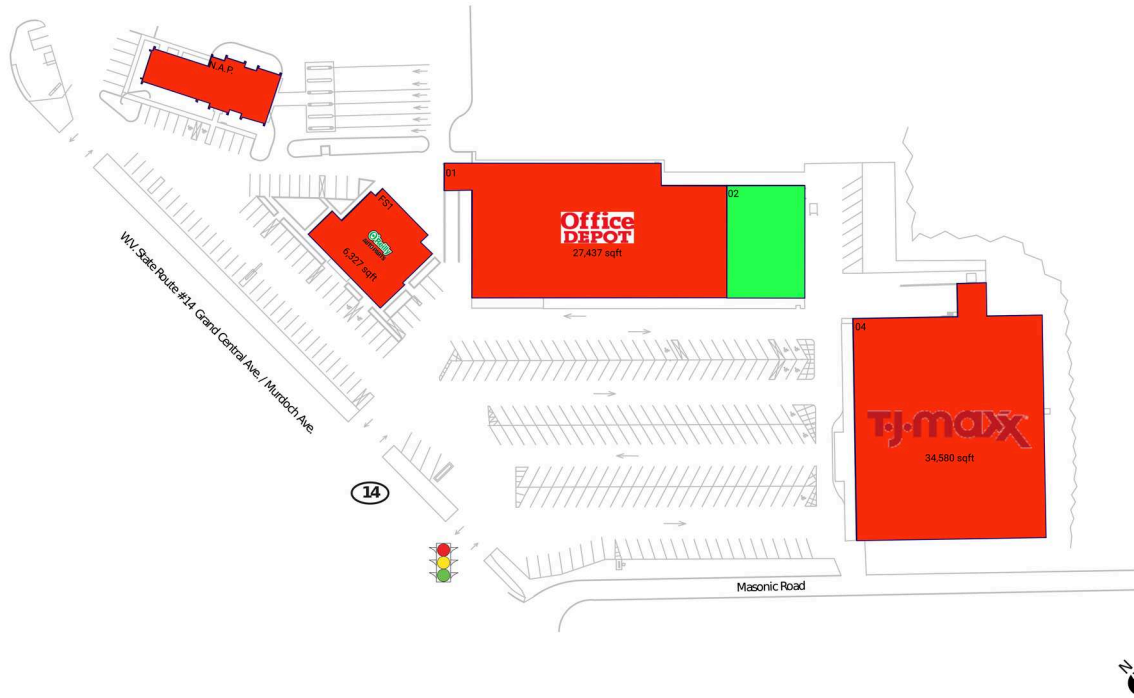 N.A.P.
01
02
FS1
Office
DEPOT
27,437 sqft
O'Reilly
6,327 sqft
W.V. State Route #14 Grand Central Ave. / Murdoch Ave.
04
T.J.maxx
34,580 sqft
14
Masonic Road
N